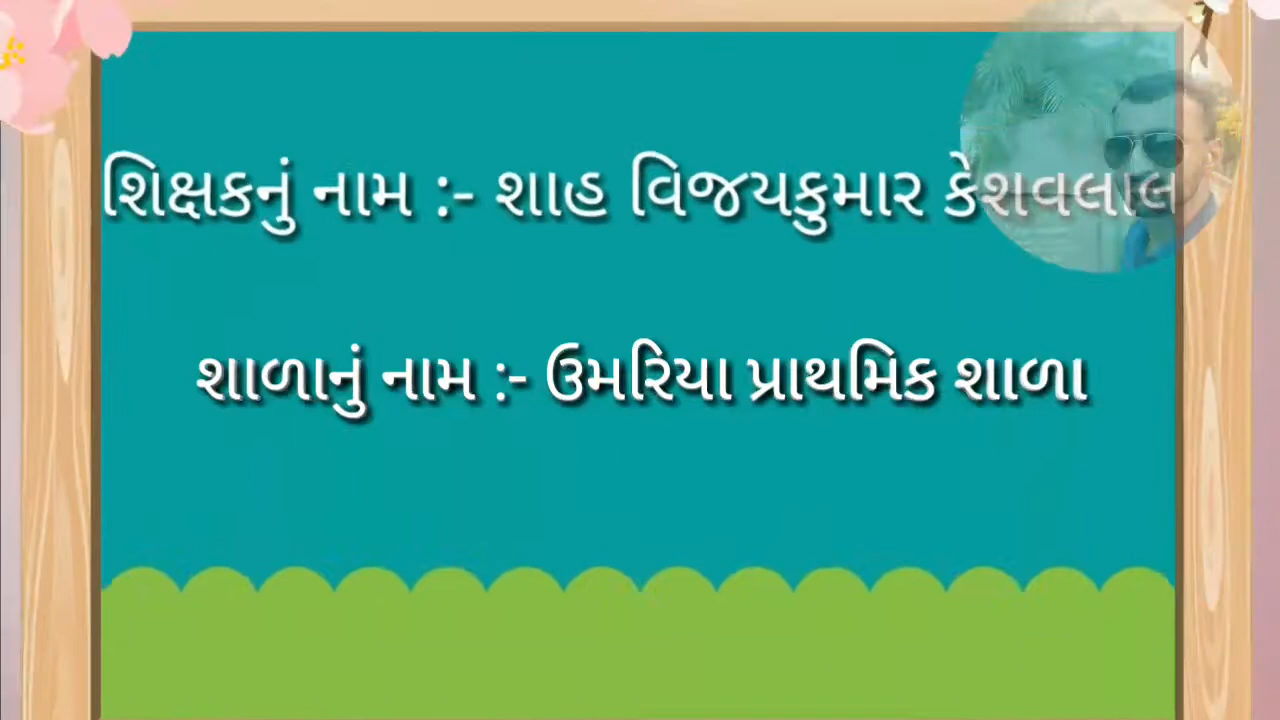 શિક્ષકનું નામ :- શાહ વિજયકુમાર કેશવલાલ
શાળાનું નામ :- ઉમરિયા પ્રાથમિક શાળા